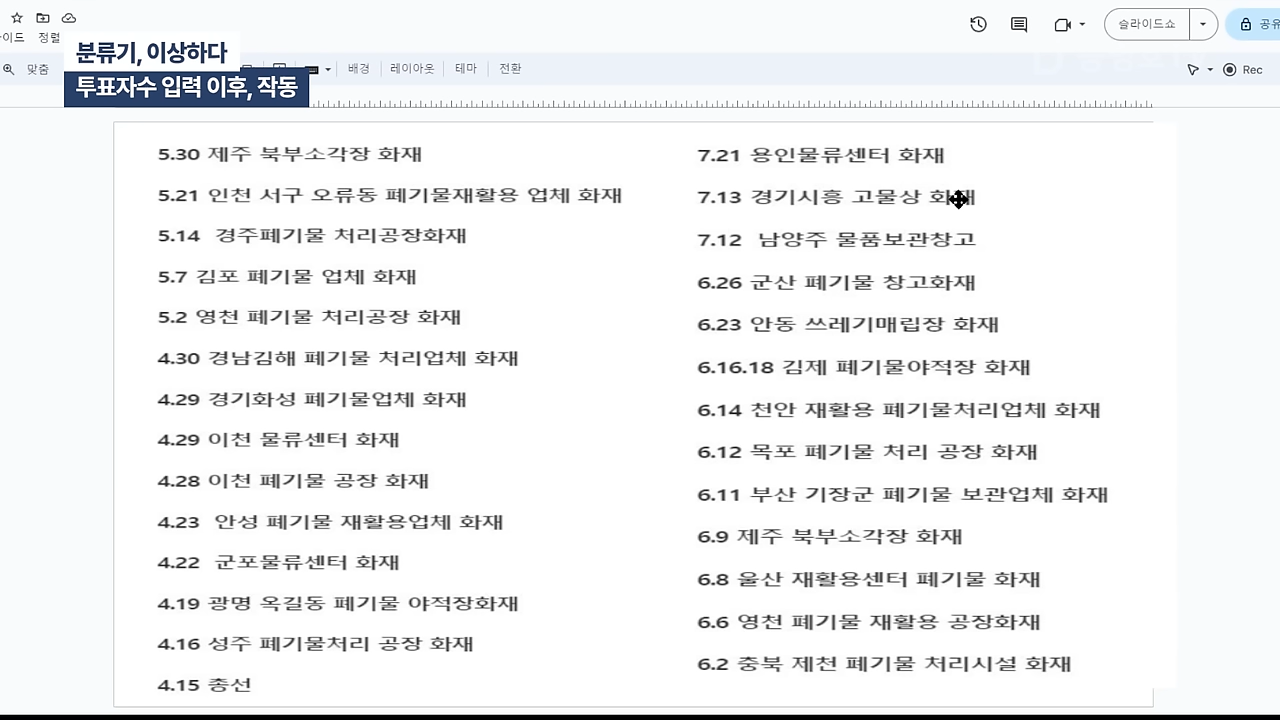 슬라이드쇼
공유
이드
정렬
분류기, 이상하다
투표자수 입력 이후, 작동
맞춤
배경
레이아웃
테마
전환
Rec
5.30 제주 북부소각장 화재
5.21 인천 서구 오류동 폐기물재활용 업체 화재
5.14 경주폐기물 처리공장화재
5.7 김포 폐기물 업체 화재
5.2 영천 폐기물 처리공장 화재
4.30 경남김해 폐기물 처리업체 화재
4.29 경기화성 폐기물업체 화재
4.29 이천 물류센터 화재
4.28 이천 폐기물 공장 화재
4.23 안성 폐기물 재활용업체 화재
4.22 군포물류센터 화재
4.19 광명 옥길동 폐기물 야적장화재
4.16 성주 폐기물처리 공장 화재
4.15 총선
7.21 용인물류센터 화재
7.13 경기시흥 고물상 화재
7.12 남양주 물품보관창고
6.26 군산 폐기물 창고화재
6.23 안동 쓰레기매립장 화재
6.16.18 김제 폐기물야적장 화재
6.14 천안 재활용 폐기물처리업체 화재
6.12 목포 폐기물 처리 공장 화재
6.11 부산 기장군 폐기물 보관업체 화재
6.9 제주 북부소각장 화재
6.8 울산 재활용센터 폐기물 화재
6.6 영천 폐기물 재활용 공장화재
6.2 충북 제천 폐기물 처리시설 화재